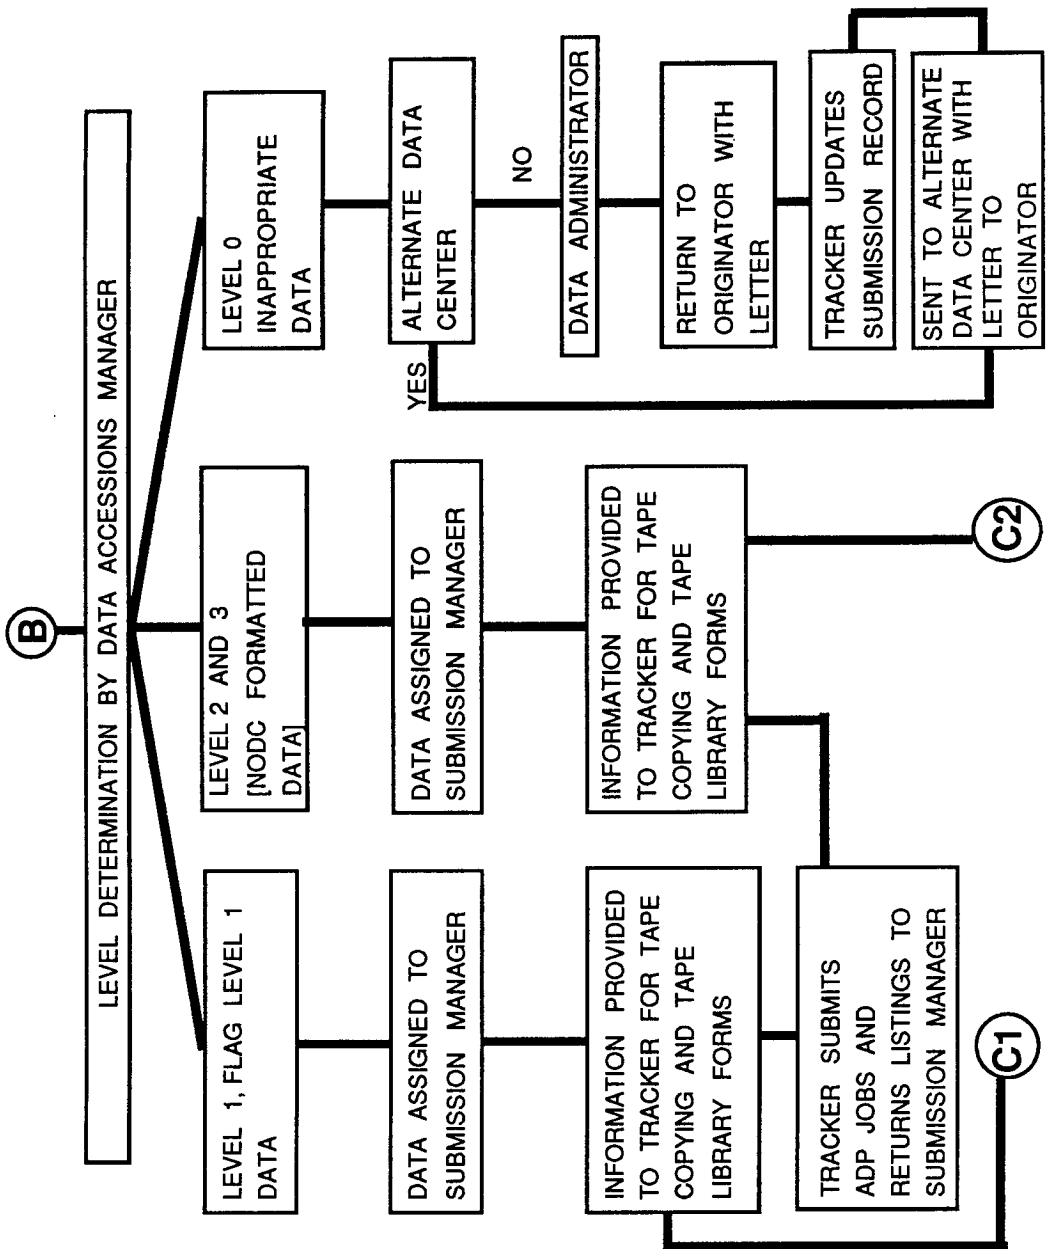 B
LEVEL DETERMINATION BY DATA ACCESSIONS MANAGER
LEVEL 1, FLAG LEVEL 1
DATA
DATA ASSIGNED TO
SUBMISSION MANAGER
INFORMATION PROVIDED
TO TRACKER FOR TAPE
COPYING AND TAPE
LIBRARY FORMS
TRACKER SUBMITS
ADP JOBS AND
RETURNS LISTINGS TO
SUBMISSION MANAGER
C1
LEVEL 2 AND 3
[NODC FORMATTED
DATA]
DATA ASSIGNED TO
SUBMISSION MANAGER
INFORMATION PROVIDED
TO TRACKER FOR TAPE
COPYING AND TAPE
LIBRARY FORMS
C2
LEVEL 0
INAPPROPRIATE
DATA
ALTERNATE DATA
CENTER
YES
NO
DATA ADMINISTRATOR
RETURN TO
ORIGINATOR WITH
LETTER
TRACKER UPDATES
SUBMISSION RECORD
SENT TO ALTERNATE
DATA CENTER WITH
LETTER TO
ORIGINATOR